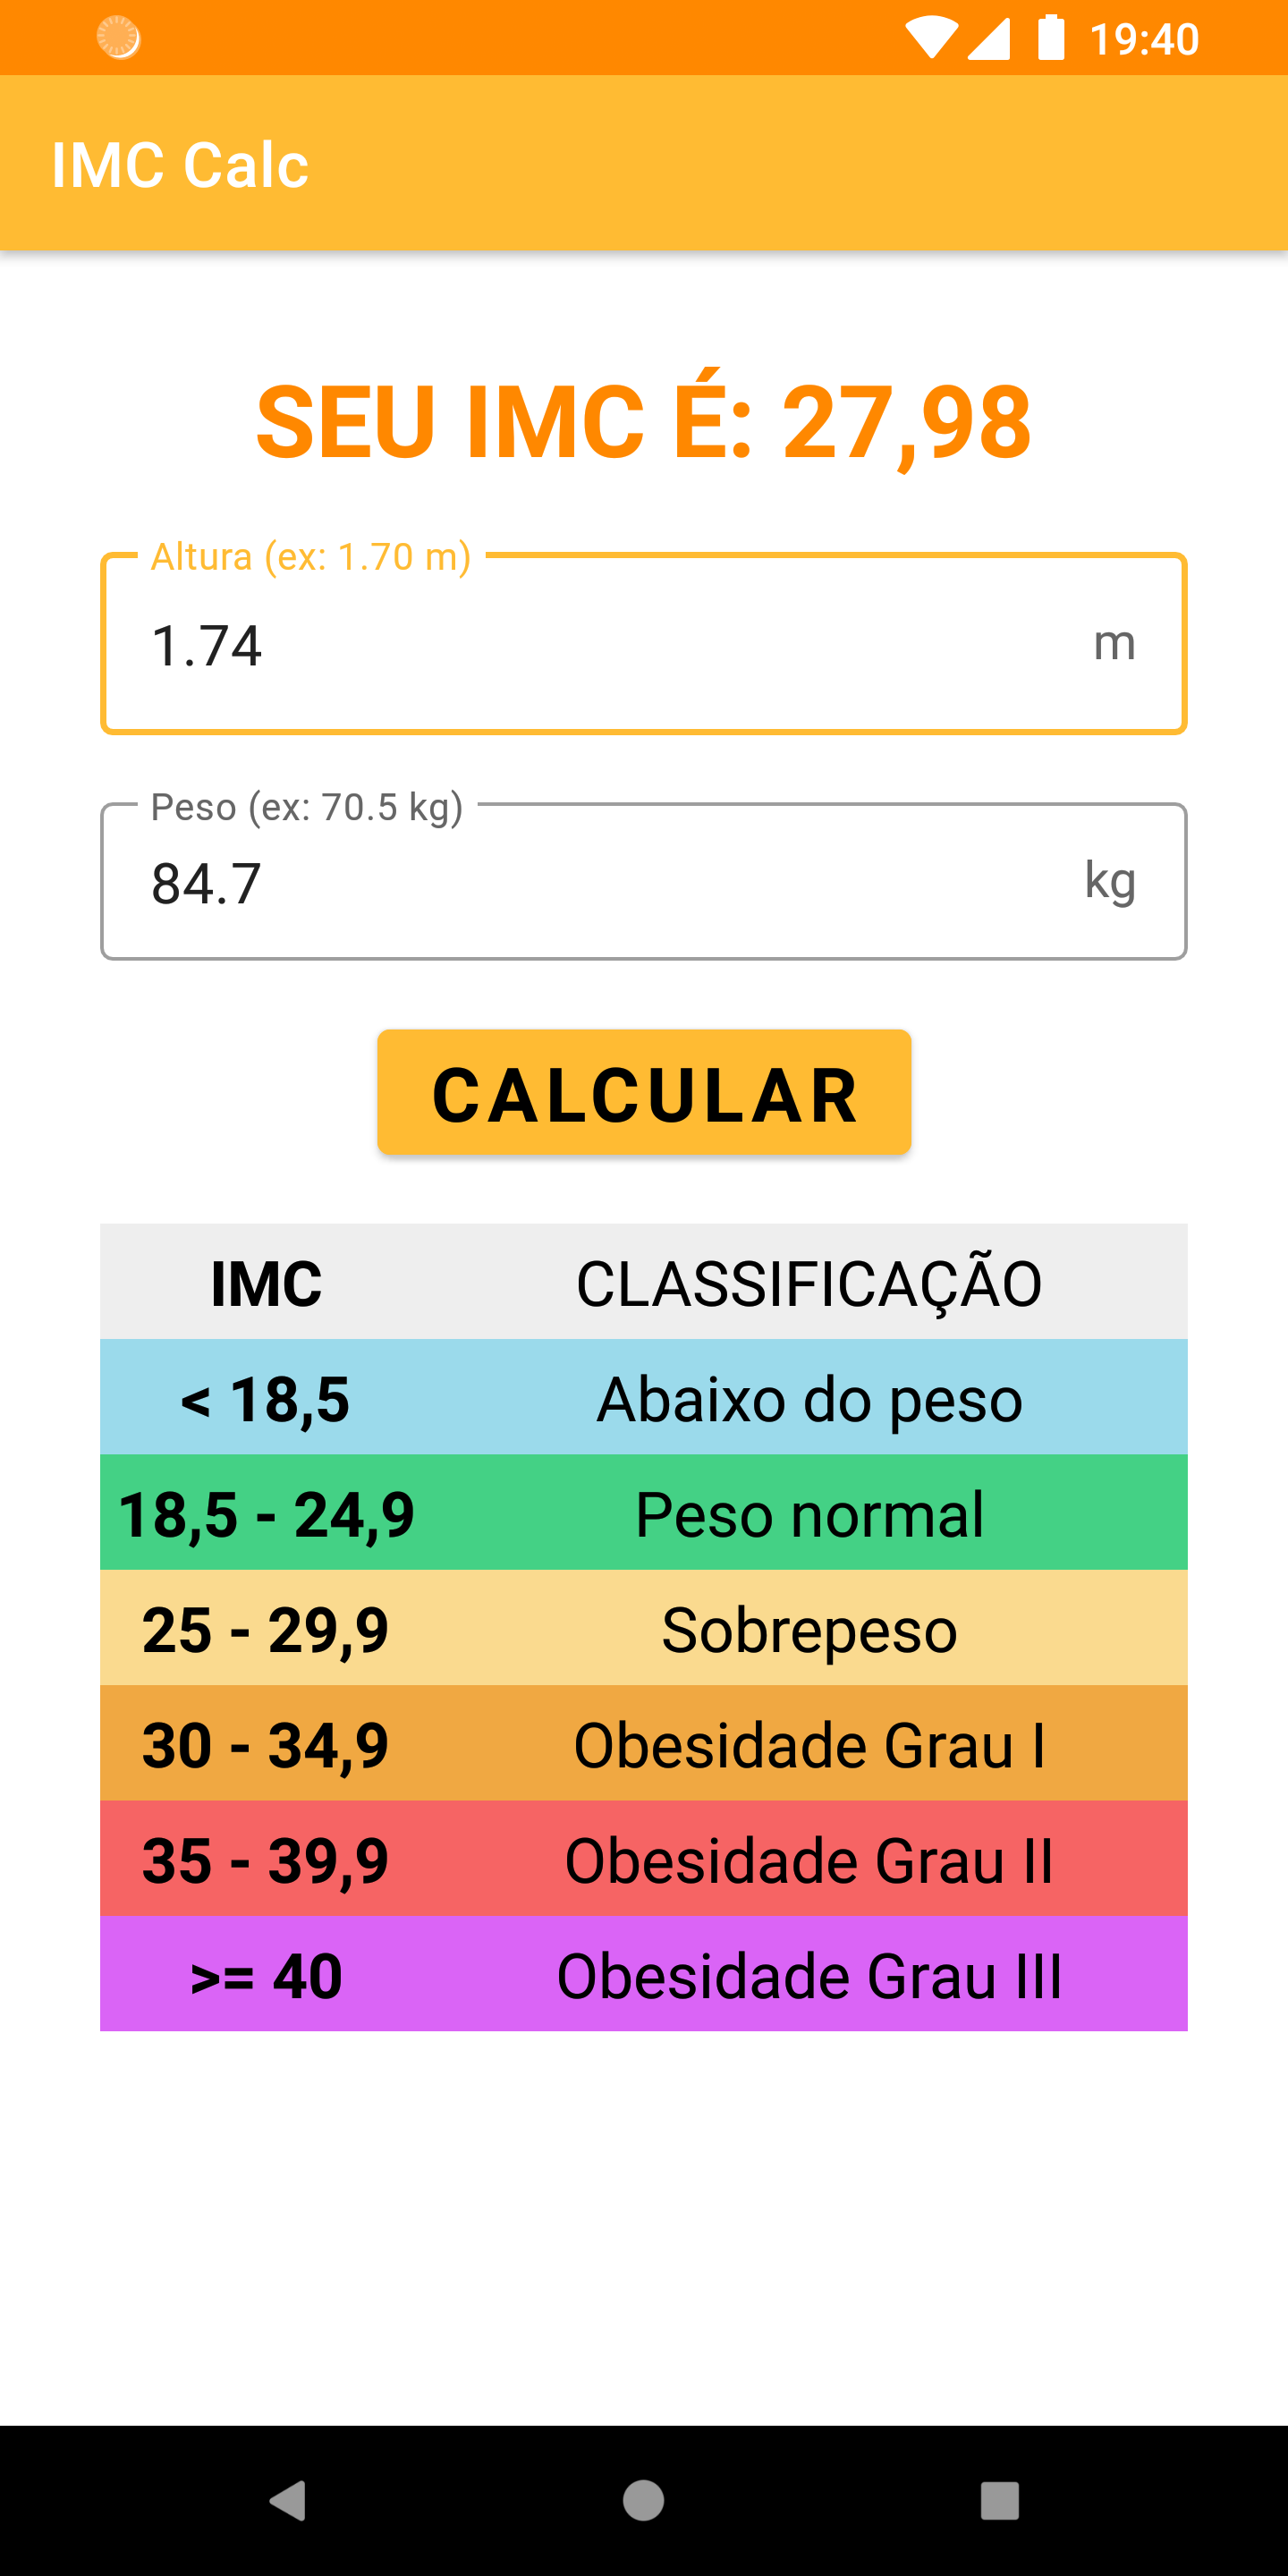 19:40
IMC Calc
SEU IMC É: 27,98
Altura (ex: 1.70 m)
1.74 m
Peso (ex: 70.5 kg)
84.7 kg
CALCULAR
IMC CLASSIFICAÇÃO
< 18,5 Abaixo do peso
18,5 - 24,9 Peso normal
25 - 29,9 Sobrepeso
30 - 34,9 Obesidade Grau I
35 - 39,9 Obesidade Grau II
>= 40 Obesidade Grau III